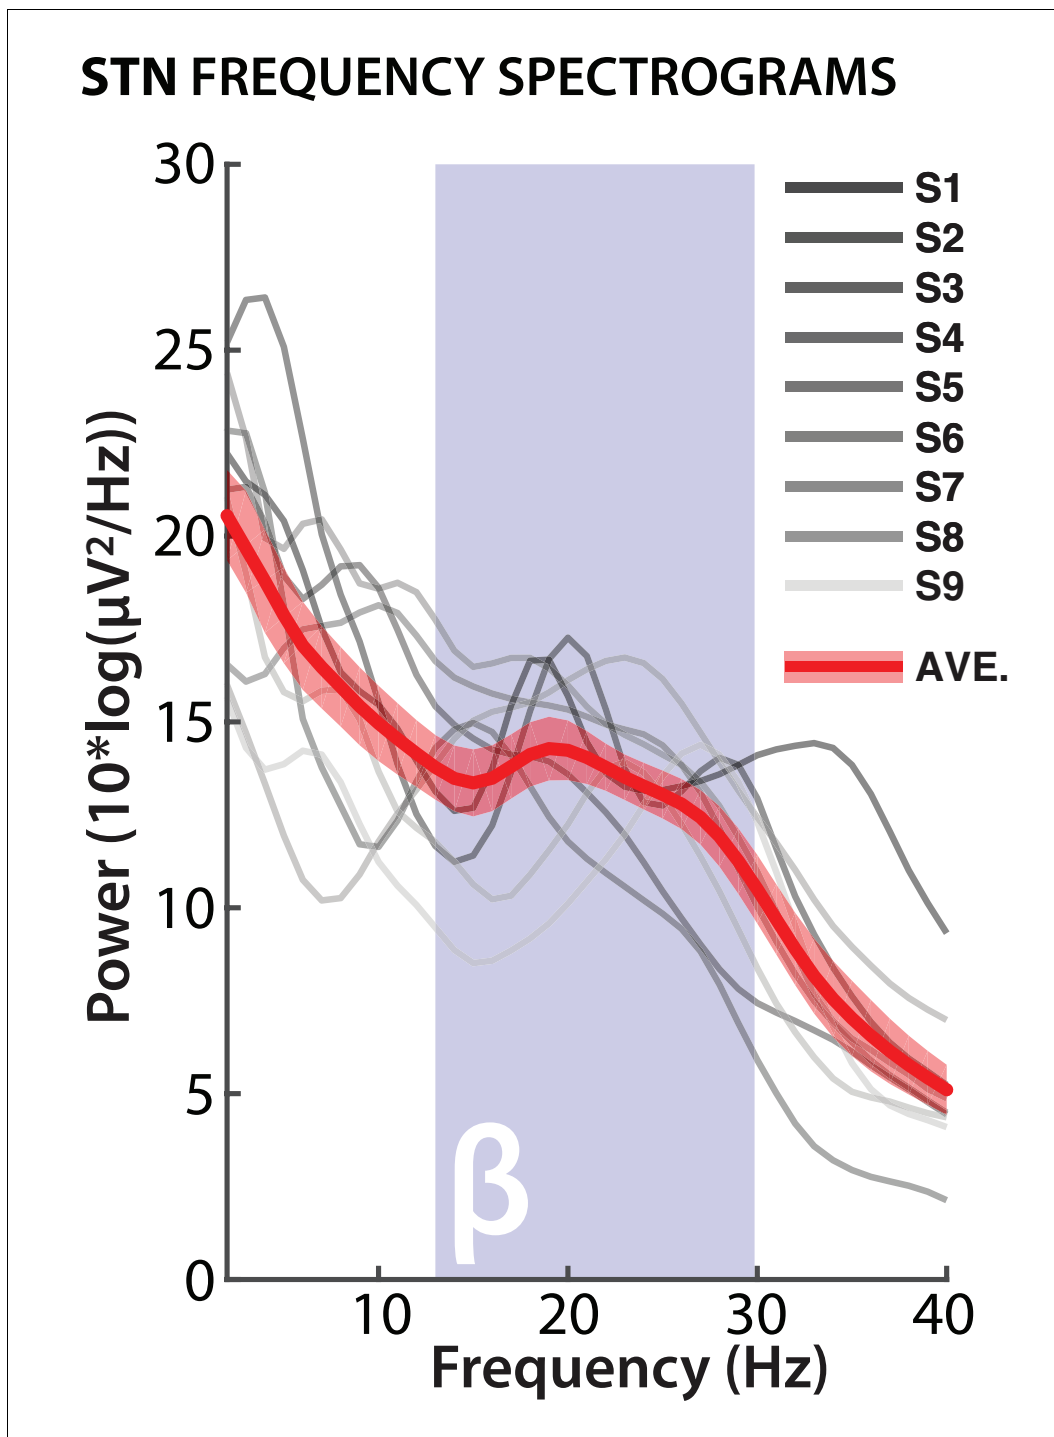 STN FREQUENCY SPECTROGRAMS
Power (10*log(µV²/Hz))
30
25
20
15
10
5
0
10 20 30 40
Frequency (Hz)
β
S1
S2
S3
S4
S5
S6
S7
S8
S9
AVE.